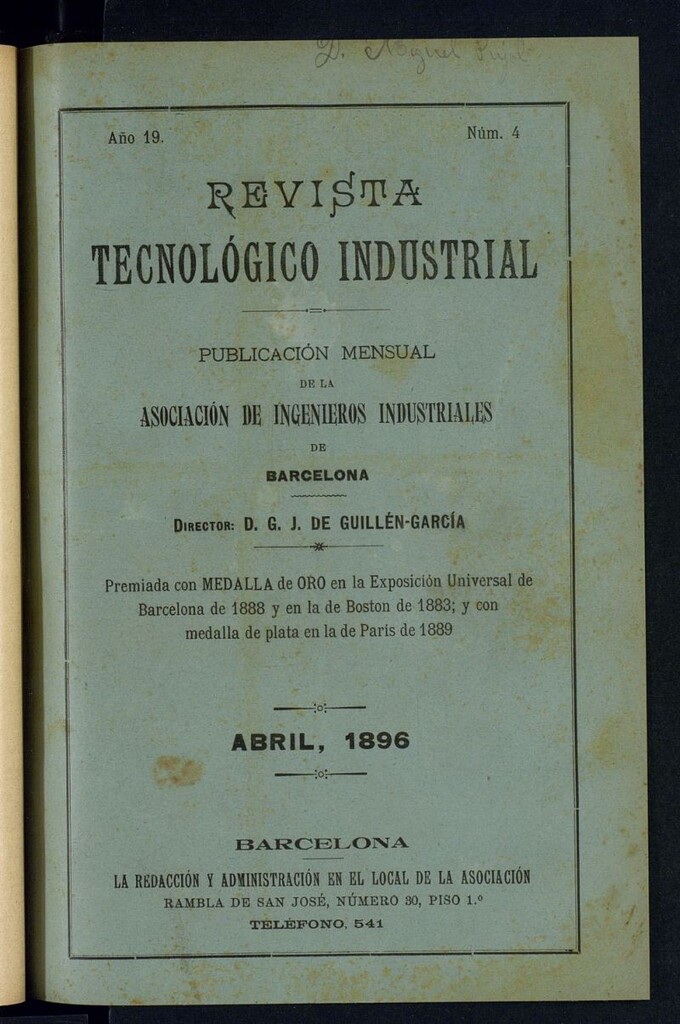 D. Miguel
Año 19.
Núm. 4
REVISTA
TECNOLÓGICO INDUSTRIAL
PUBLICACIÓN MENSUAL
DE LA
ASOCIACIÓN DE INGENIEROS INDUSTRIALES
DE
BARCELONA
DIRECTOR: D. G. J. DE GUILLÉN-GARCÍA
Premiada con MEDALLA de ORO en la Exposición Universal de
Barcelona de 1888 y en la de Boston de 1883; y con
medalla de plata en la de Paris de 1889
ABRIL, 1896
BARCELONA
LA REDACCIÓN Y ADMINISTRACIÓN EN EL LOCAL DE LA ASOCIACIÓN
RAMBLA DE SAN JOSÉ, NÚMERO 30, PISO 1.º
TELÉFONO, 541